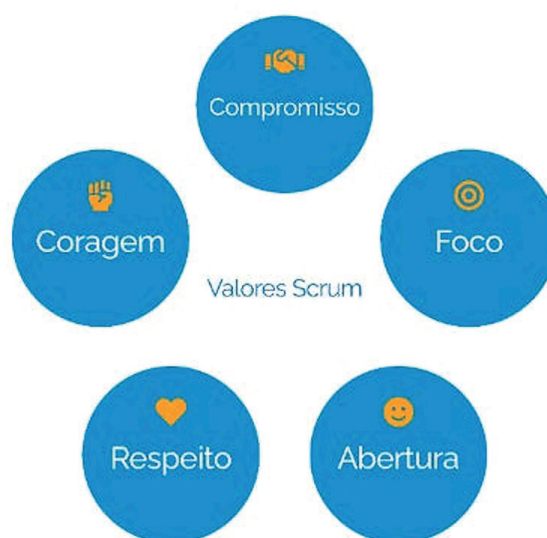 Compromisso
Coragem
Foco
Valores Scrum
Respeito
Abertura